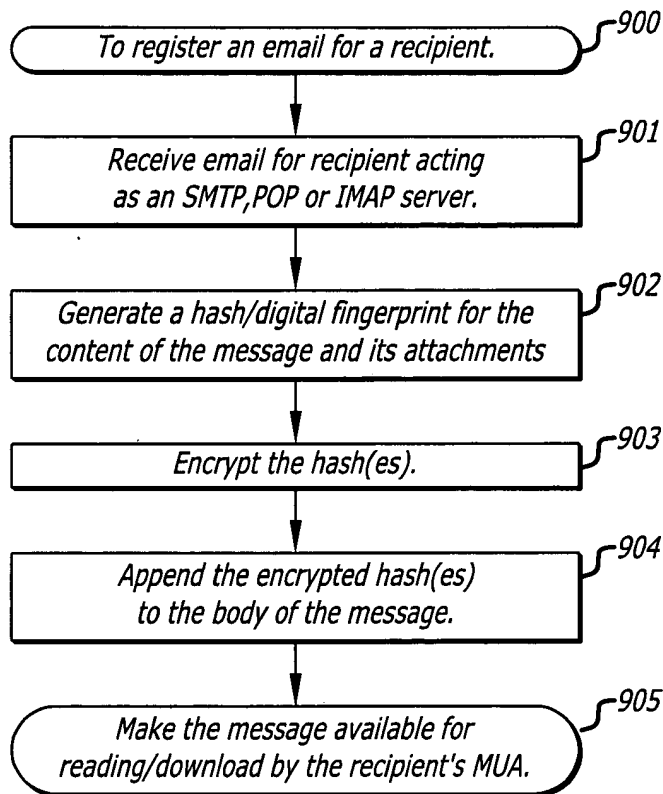 To register an email for a recipient.
900
Receive email for recipient acting
as an SMTP,POP or IMAP server.
901
Generate a hash/digital fingerprint for the
content of the message and its attachments
902
Encrypt the hash(es).
903
Append the encrypted hash(es)
to the body of the message.
904
Make the message available for
reading/download by the recipient's MUA.
905